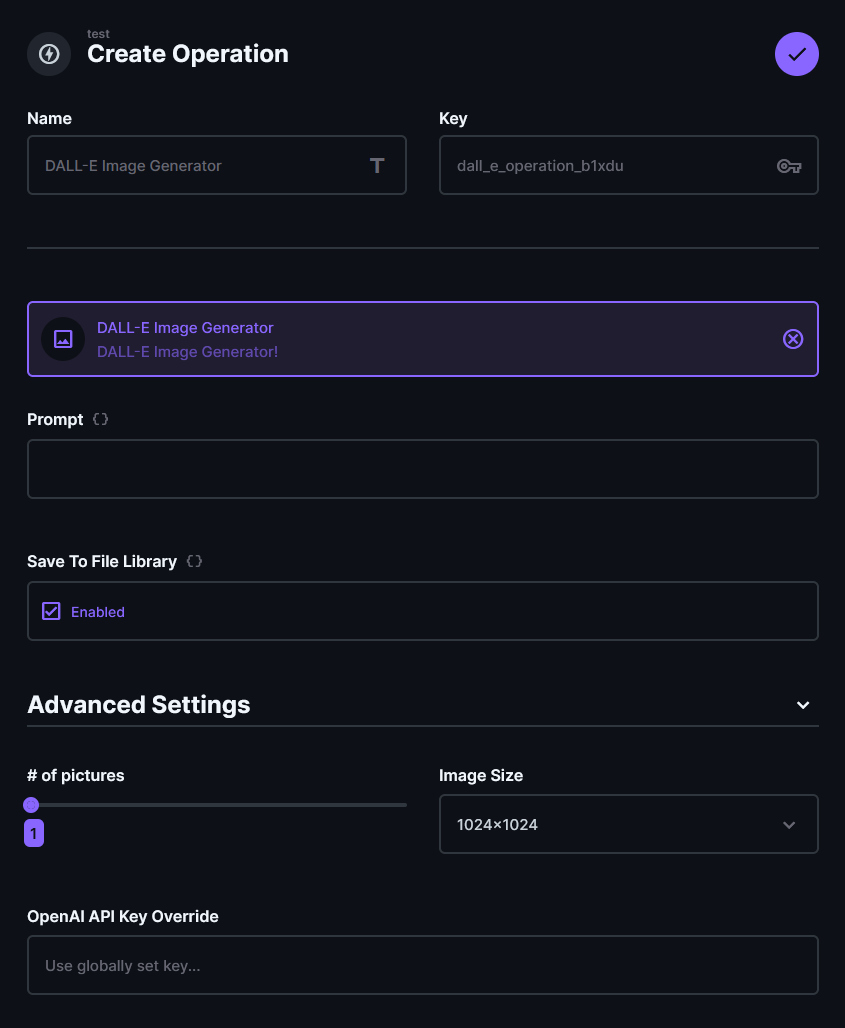 test
Create Operation
Name
Key
DALL-E Image Generator
dall_e_operation_b1xdu
DALL-E Image Generator
DALL-E Image Generator!
Prompt {}
Save To File Library {}
Enabled
Advanced Settings
# of pictures
Image Size
1
1024×1024
OpenAI API Key Override
Use globally set key...